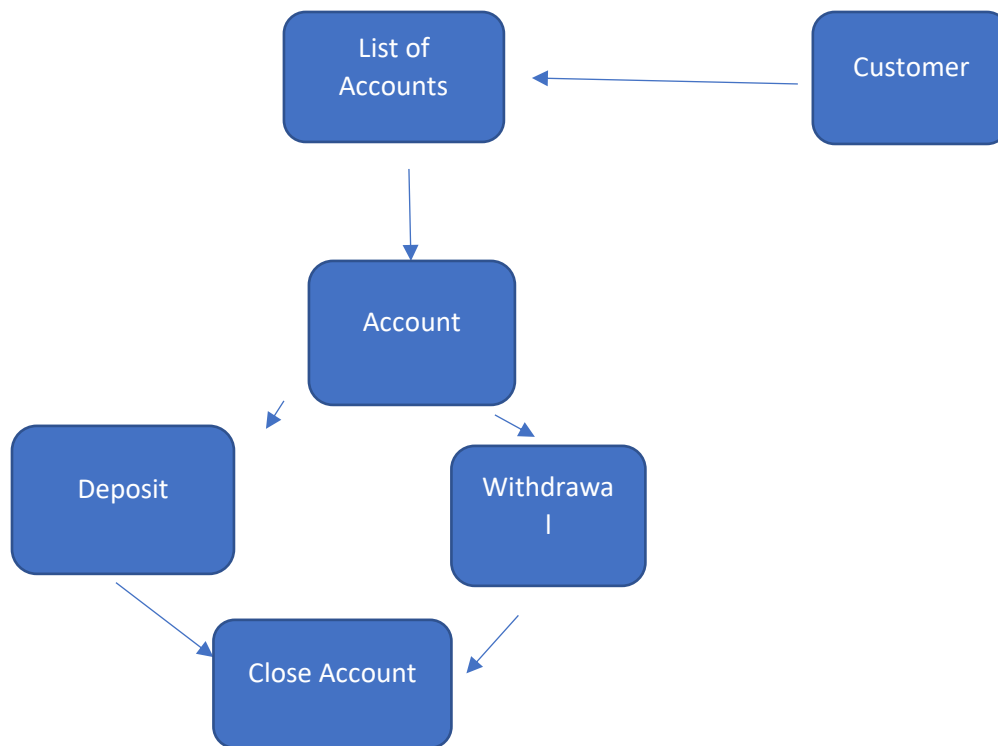 List of
Accounts
Customer
Account
Deposit
Withdrawa
l
Close Account